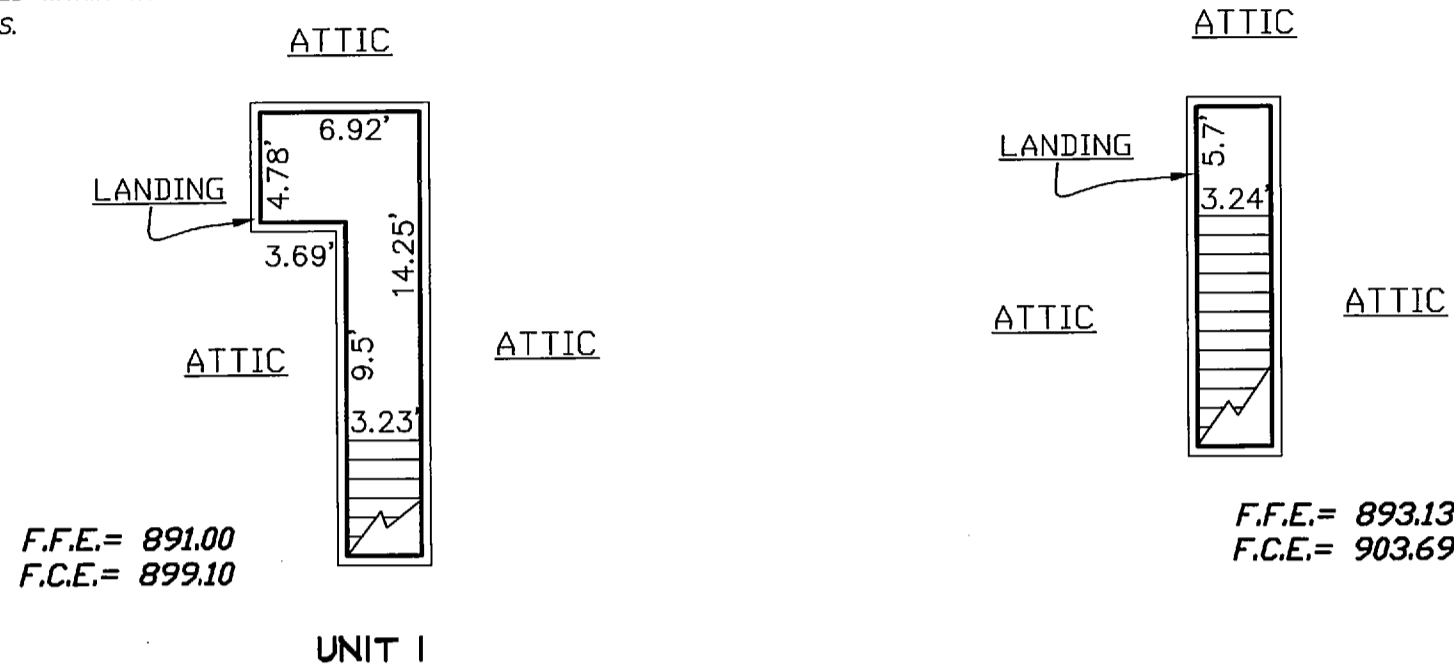 S.
ATTIC
6.92'
4.78'
LANDING
3.69'
14.25'
9.5'
ATTIC
ATTIC
3.23'
F.F.E.= 891.00
F.C.E.= 899.10
UNIT 1
ATTIC
5.7'
LANDING
3.24'
ATTIC
ATTIC
F.F.E.= 893.13
F.C.E.= 903.69